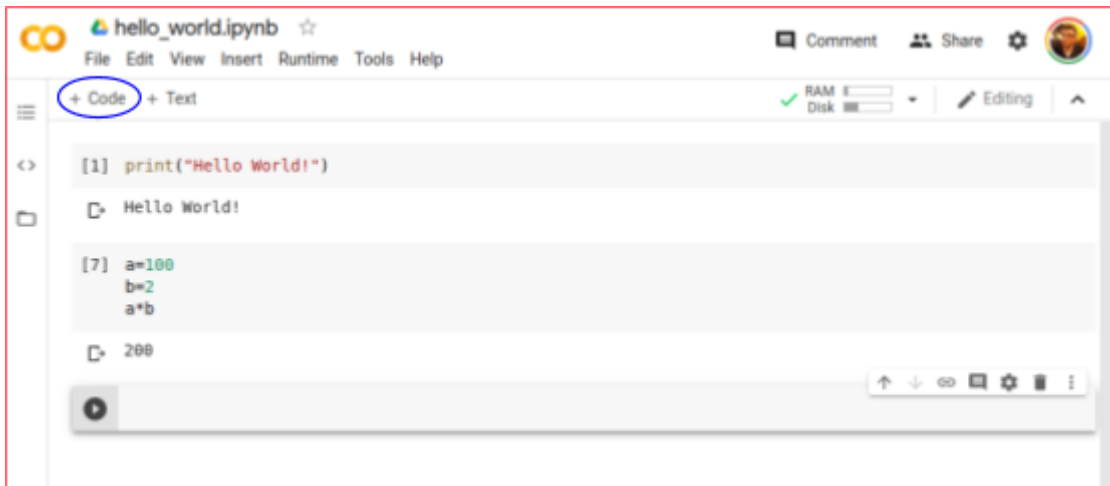 CO hello_world.ipynb
File Edit View Insert Runtime Tools Help
Comment Share
+ Code + Text
RAM
Disk
Editing
[1] print("Hello World!")
Hello World!
[7] a=100
b=2
a*b
200